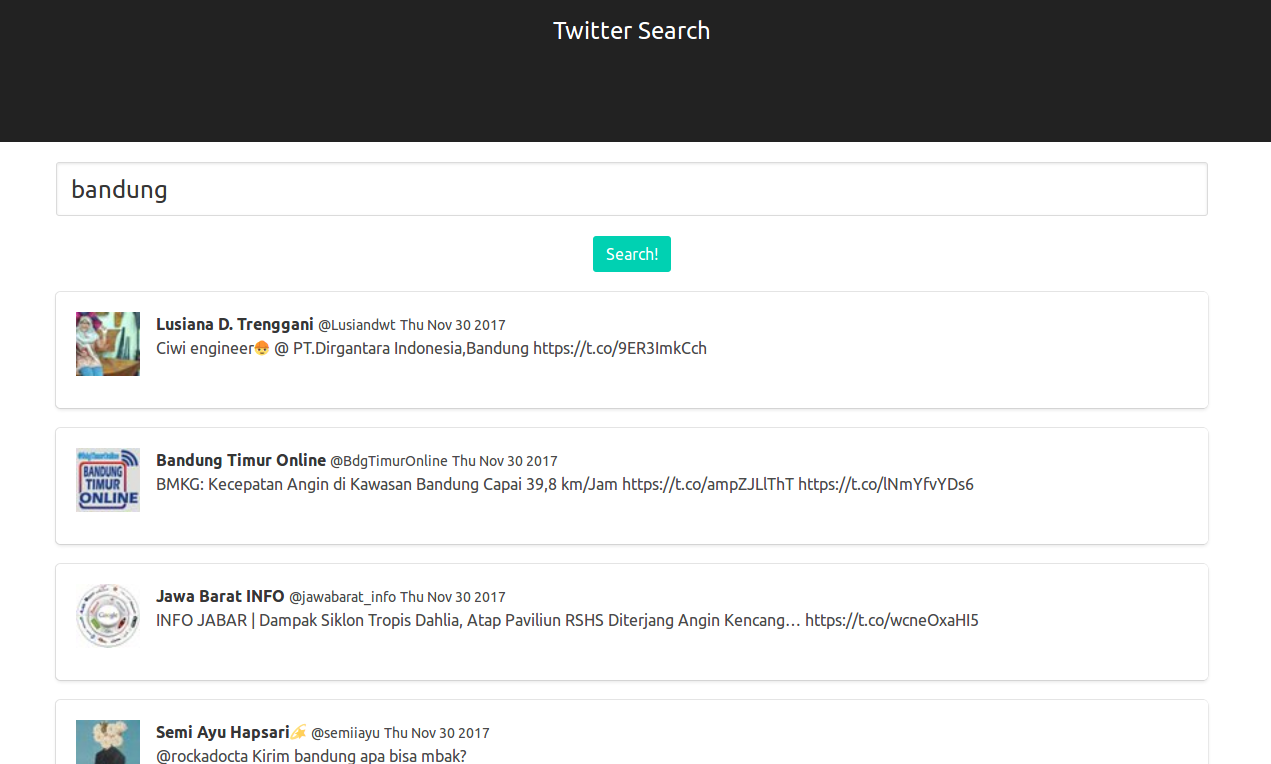 Twitter Search
bandung
Search!
Lusiana D. Trenggani @Lusiandwt Thu Nov 30 2017
Ciwi engineer👷 @ PT.Dirgantara Indonesia,Bandung https://t.co/9ER3ImkCch
BANDUNG
TIMUR
ONLINE
Bandung Timur Online @BdgTimurOnline Thu Nov 30 2017
BMKG: Kecepatan Angin di Kawasan Bandung Capai 39,8 km/Jam https://t.co/ampZJLlThT https://t.co/lNmYfvYDs6
Jawa Barat INFO @jawabarat_info Thu Nov 30 2017
INFO JABAR | Dampak Siklon Tropis Dahlia, Atap Paviliun RSHS Diterjang Angin Kencang… https://t.co/wcneOxaHI5
Semi Ayu Hapsari💫 @semiiayu Thu Nov 30 2017
@rockadocta Kirim bandung apa bisa mbak?